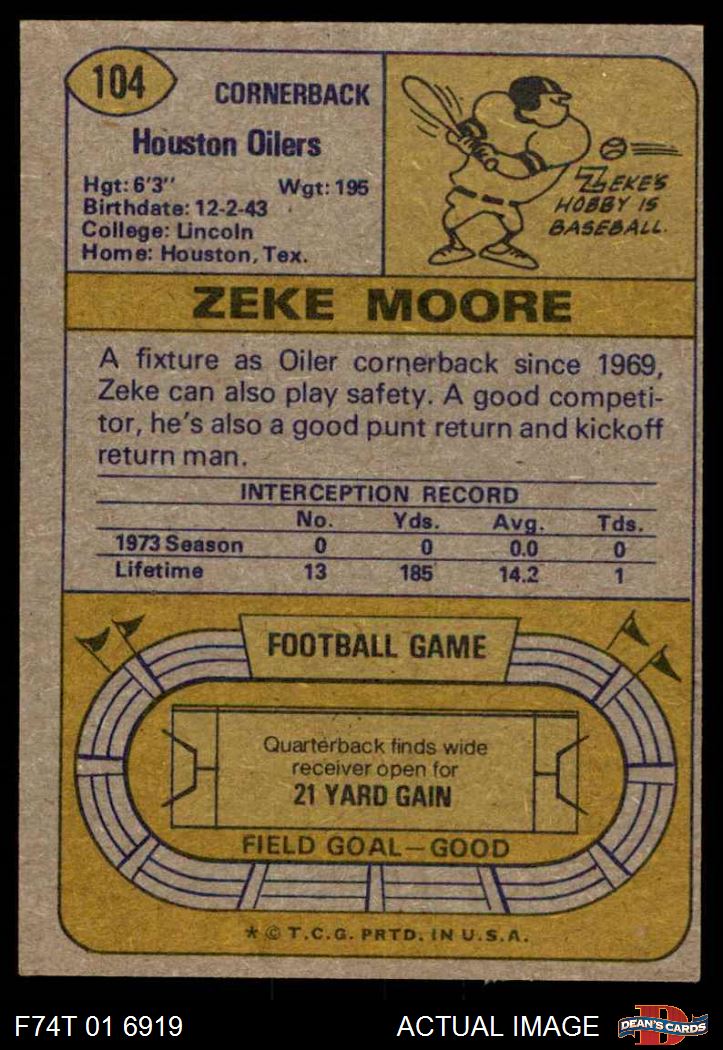 104
CORNERBACK
Houston Oilers
Hgt: 6'3" Wgt: 195
Birthdate: 12-2-43
College: Lincoln
Home: Houston, Tex.
ZEKE'S
HOBBY IS
BASEBALL.
ZEKE MOORE
A fixture as Oiler cornerback since 1969,
Zeke can also play safety. A good competi-
tor, he's also a good punt return and kickoff
return man.
INTERCEPTION RECORD
No. Yds. Avg. Tds.
1973 Season 0 0 0.0 0
Lifetime 13 185 14.2 1
FOOTBALL GAME
Quarterback finds wide
receiver open for
21 YARD GAIN
FIELD GOAL—GOOD
* © T.C.G. PRTD. IN U.S.A.
F74T 01 6919 ACTUAL IMAGE
D
DEAN'S CARDS